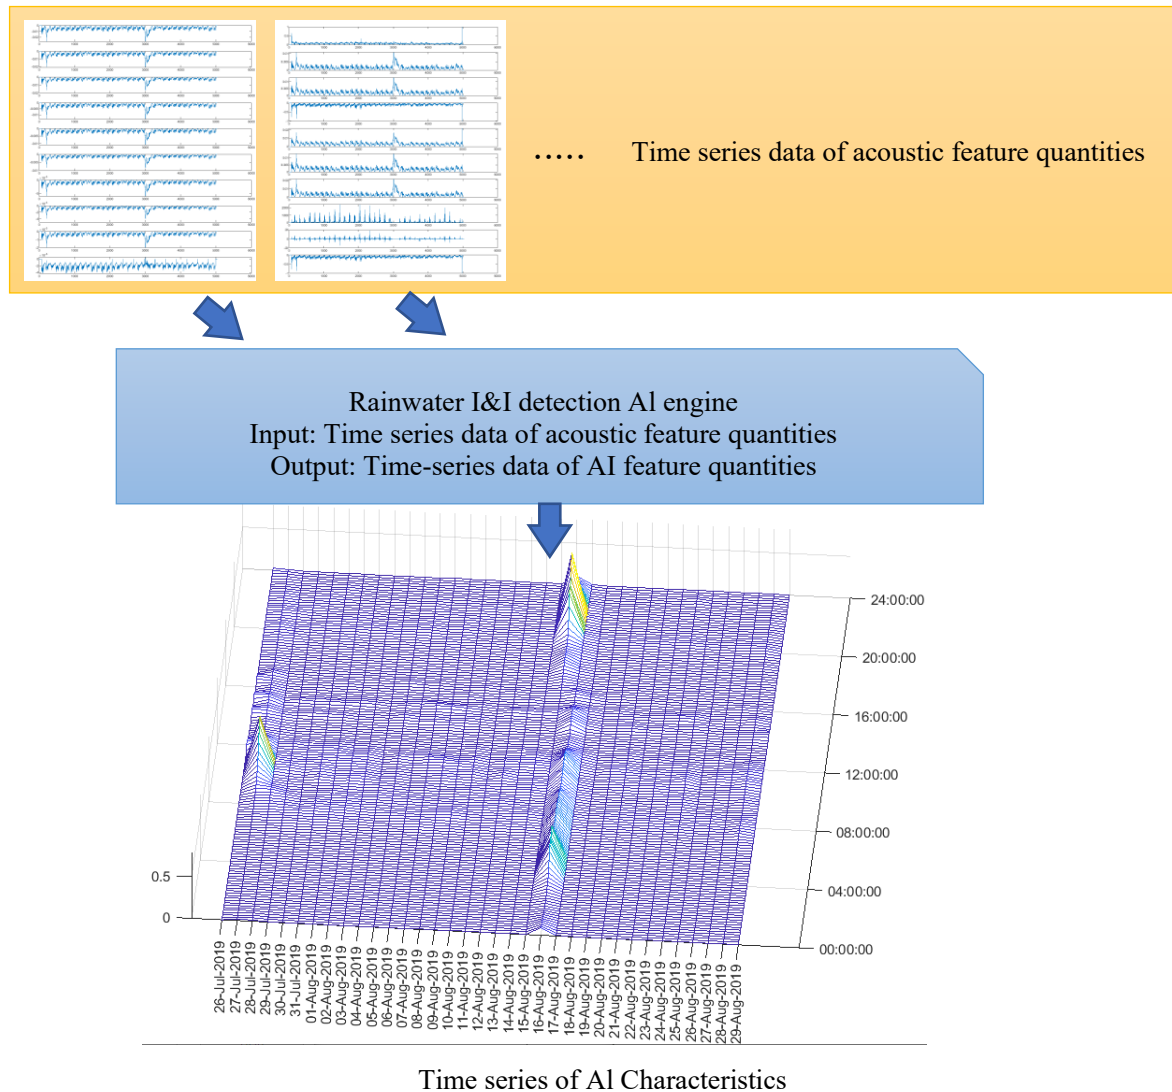 ..... Time series data of acoustic feature quantities
Rainwater I&I detection Al engine
Input: Time series data of acoustic feature quantities
Output: Time-series data of AI feature quantities
24:00:00
20:00:00
16:00:00
12:00:00
08:00:00
04:00:00
00:00:00
0.5
0
26-Jul-2019
27-Jul-2019
28-Jul-2019
29-Jul-2019
30-Jul-2019
31-Jul-2019
01-Aug-2019
02-Aug-2019
03-Aug-2019
04-Aug-2019
05-Aug-2019
06-Aug-2019
07-Aug-2019
08-Aug-2019
09-Aug-2019
10-Aug-2019
11-Aug-2019
12-Aug-2019
13-Aug-2019
14-Aug-2019
15-Aug-2019
16-Aug-2019
17-Aug-2019
18-Aug-2019
19-Aug-2019
20-Aug-2019
21-Aug-2019
22-Aug-2019
23-Aug-2019
24-Aug-2019
25-Aug-2019
26-Aug-2019
27-Aug-2019
28-Aug-2019
29-Aug-2019
Time series of Al Characteristics